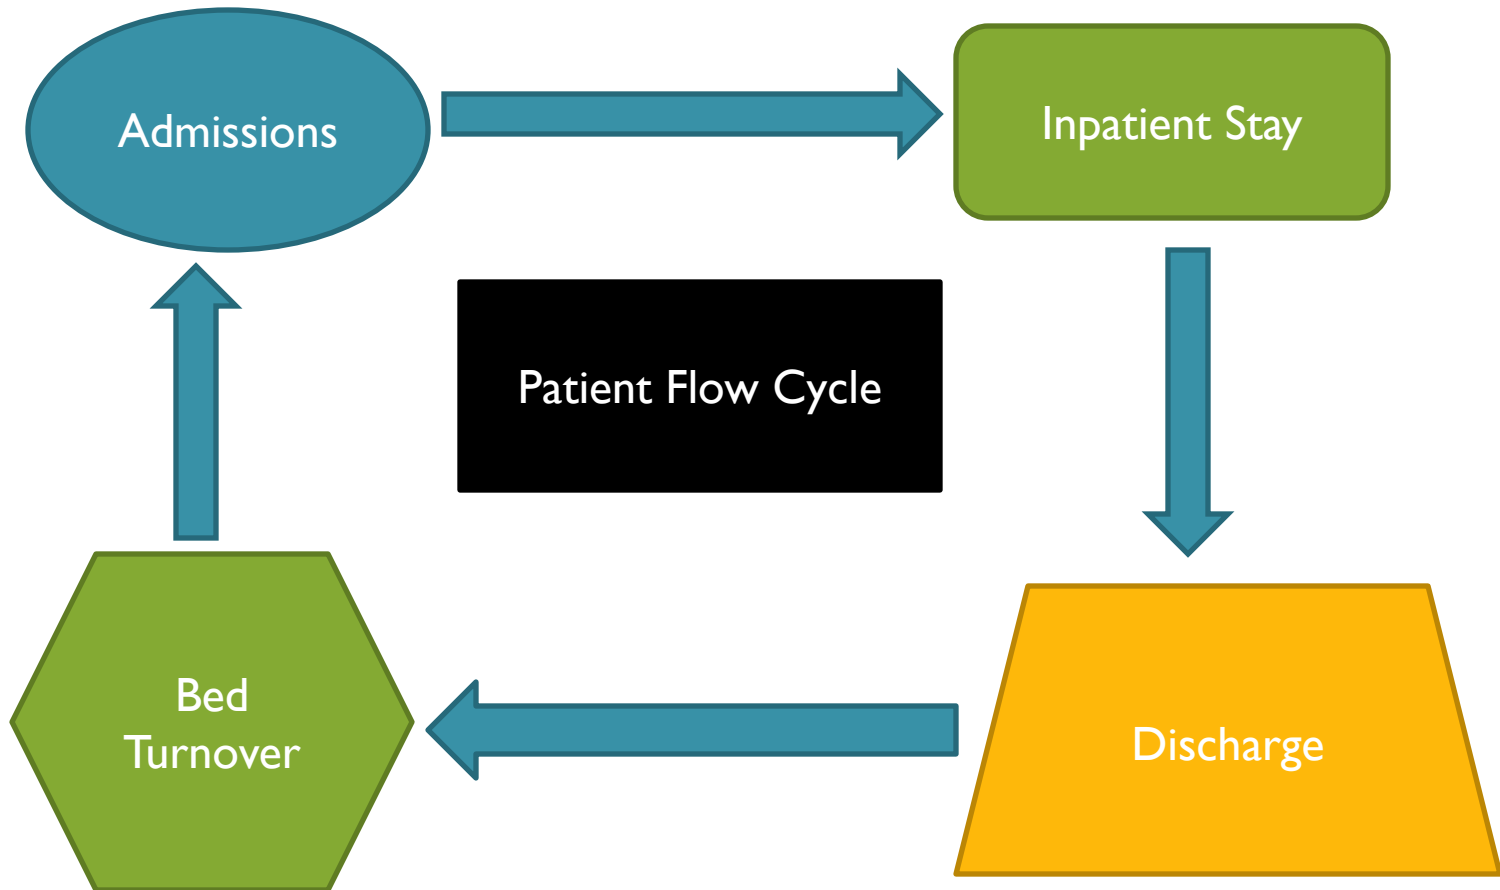 Admissions
Inpatient Stay
Patient Flow Cycle
Bed
Turnover
Discharge